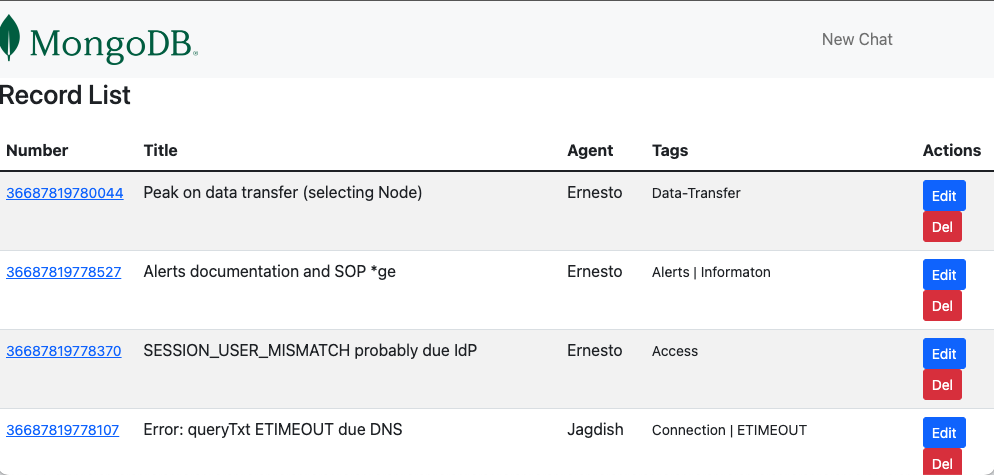 MongoDB®
New Chat
Record List
Number Title Agent Tags Actions
36687819780044 Peak on data transfer (selecting Node) Ernesto Data-Transfer Edit
Del
36687819778527 Alerts documentation and SOP *ge Ernesto Alerts | Informaton Edit
Del
36687819778370 SESSION_USER_MISMATCH probably due IdP Ernesto Access Edit
Del
36687819778107 Error: queryTxt ETIMEOUT due DNS Jagdish Connection | ETIMEOUT Edit
Del